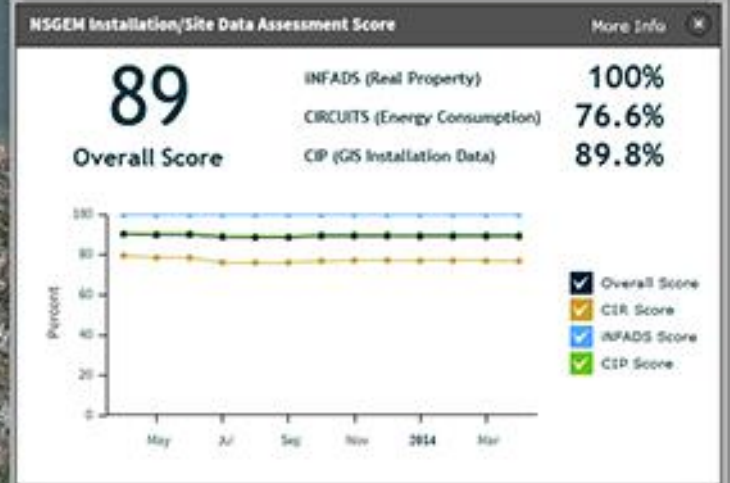 NSGEM Installation/Site Data Assessment Score
More Info
89
Overall Score
iNFADS (Real Property) 100%
CIRCUITS (Energy Consumption) 76.6%
CIP (GIS Installation Data) 89.8%
100
80
60
40
20
0
Percent
May Jul Sep Nov 2014 Mar
Overall Score
CIR Score
iNFADS Score
CIP Score